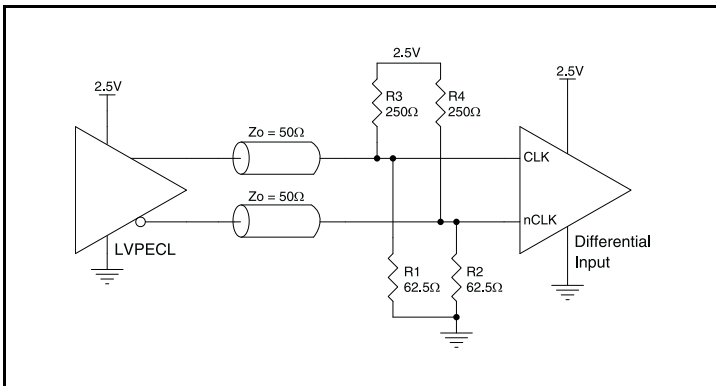 2.5V
2.5V
2.5V
R3
250Ω
R4
250Ω
Zo = 50Ω
CLK
Zo = 50Ω
nCLK
LVPECL
Differential
Input
R1
62.5Ω
R2
62.5Ω